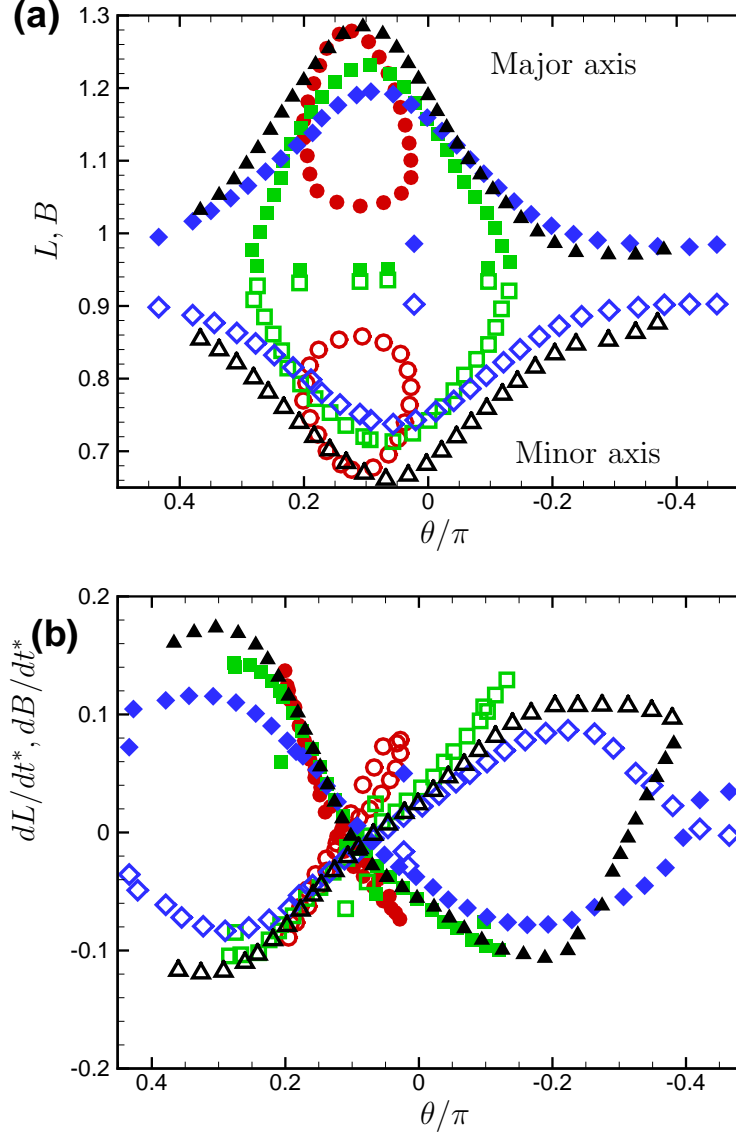 (a)
1.3
Major axis
1.2
1.1
L, B
1
0.9
0.8
0.7
Minor axis
0.4 0.2 0 -0.2 -0.4
θ/π
0.2
(b)
0.1
dL/dt*, dB/dt*
0
-0.1
-0.2
0.4 0.2 0 -0.2 -0.4
θ/π